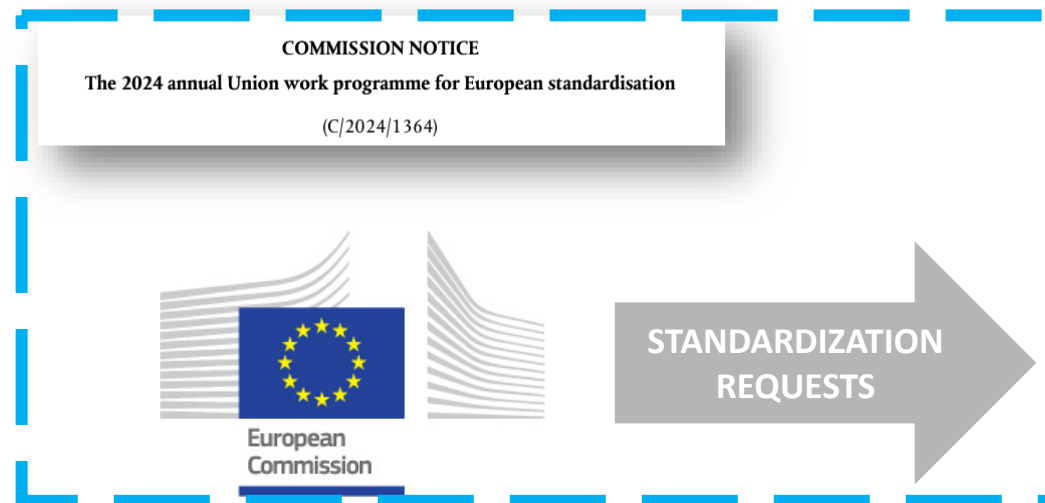 COMMISSION NOTICE
The 2024 annual Union work programme for European standardisation
(C/2024/1364)
STANDARDIZATION
REQUESTS
European
Commission